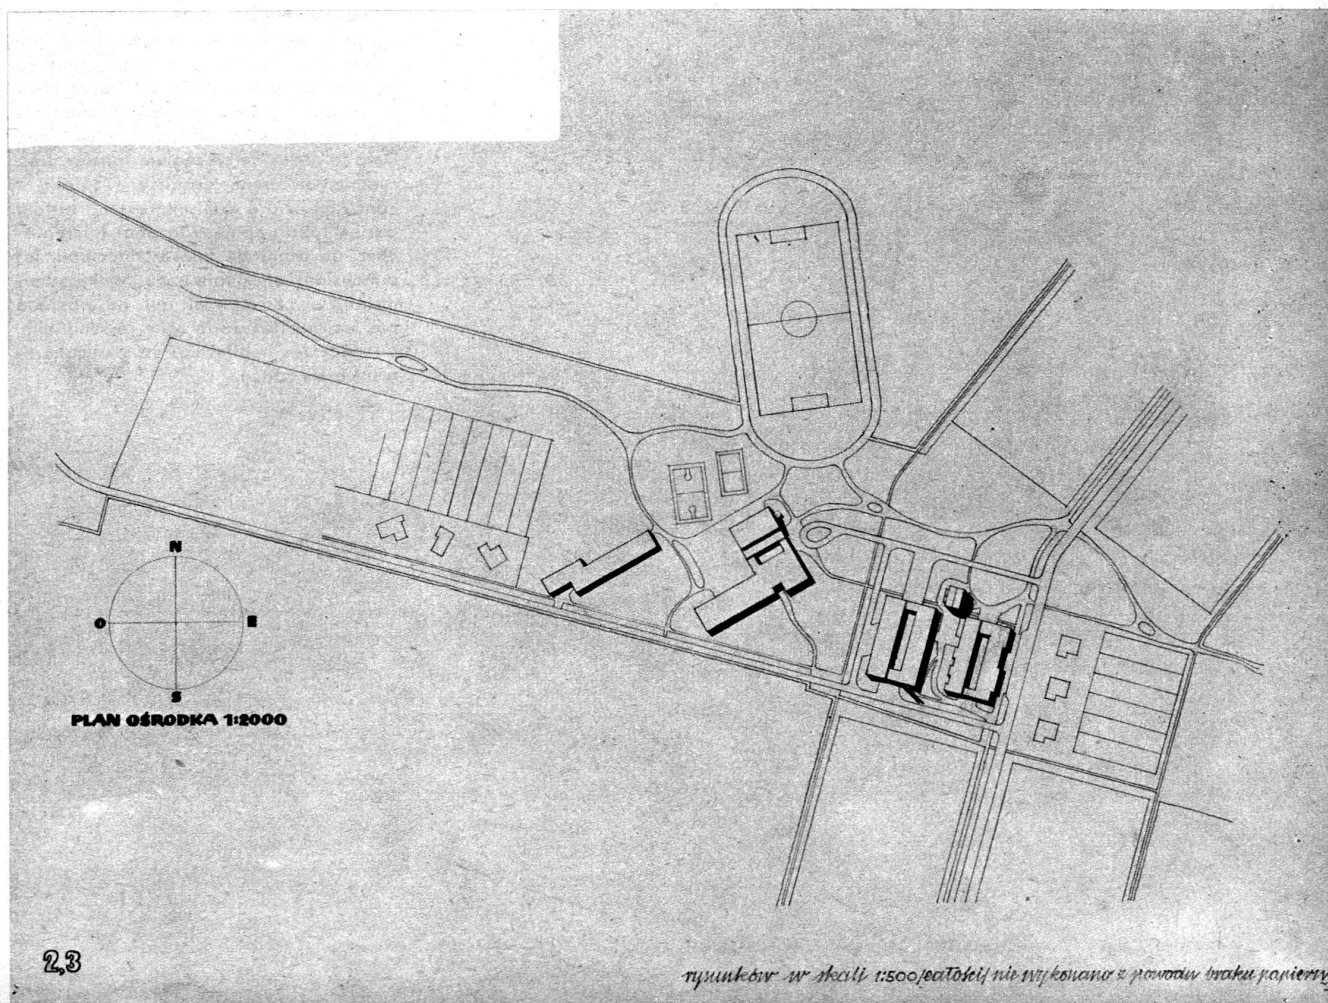 N
O E
S
PLAN OŚRODKA 1:2000
2,3
rysunków w skali 1:500/całości/ nie wykonano z powodu braku papieru